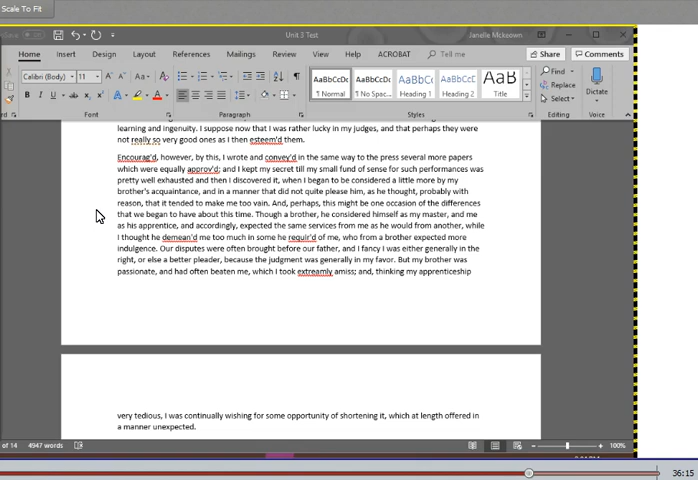 Scale To Fit
Unit 3 Test
Janelle Mckeown
Home Insert Draw Design Layout References Mailings Review View Help ACROBAT Tell me Share Comments
Calibri (Body) 11 A A Aa
AaBbCcDc AaBbCcDc AaBbCc AaBbCcD AaB
¶ Normal ¶ No Spac... Heading 1 Heading 2 Title
Find
Replace
Select
Dictate
Font Paragraph Styles Editing Voice
learning and ingenuity. I suppose now that I was rather lucky in my judges, and that perhaps they were
not really so very good ones as I then esteem'd them.
Encourag'd, however, by this, I wrote and convey'd in the same way to the press several more papers
which were equally approv'd; and I kept my secret till my small fund of sense for such performances was
pretty well exhausted and then I discovered it, when I began to be considered a little more by my
brother's acquaintance, and in a manner that did not quite please him, as he thought, probably with
reason, that it tended to make me too vain. And, perhaps, this might be one occasion of the differences
that we began to have about this time. Though a brother, he considered himself as my master, and me
as his apprentice, and accordingly, expected the same services from me as he would from another, while
I thought he demean'd me too much in some he requir'd of me, who from a brother expected more
indulgence. Our disputes were often brought before our father, and I fancy I was either generally in the
right, or else a better pleader, because the judgment was generally in my favor. But my brother was
passionate, and had often beaten me, which I took extreamly amiss; and, thinking my apprenticeship
very tedious, I was continually wishing for some opportunity of shortening it, which at length offered in
a manner unexpected.
of 14 4947 words 100%
36:15